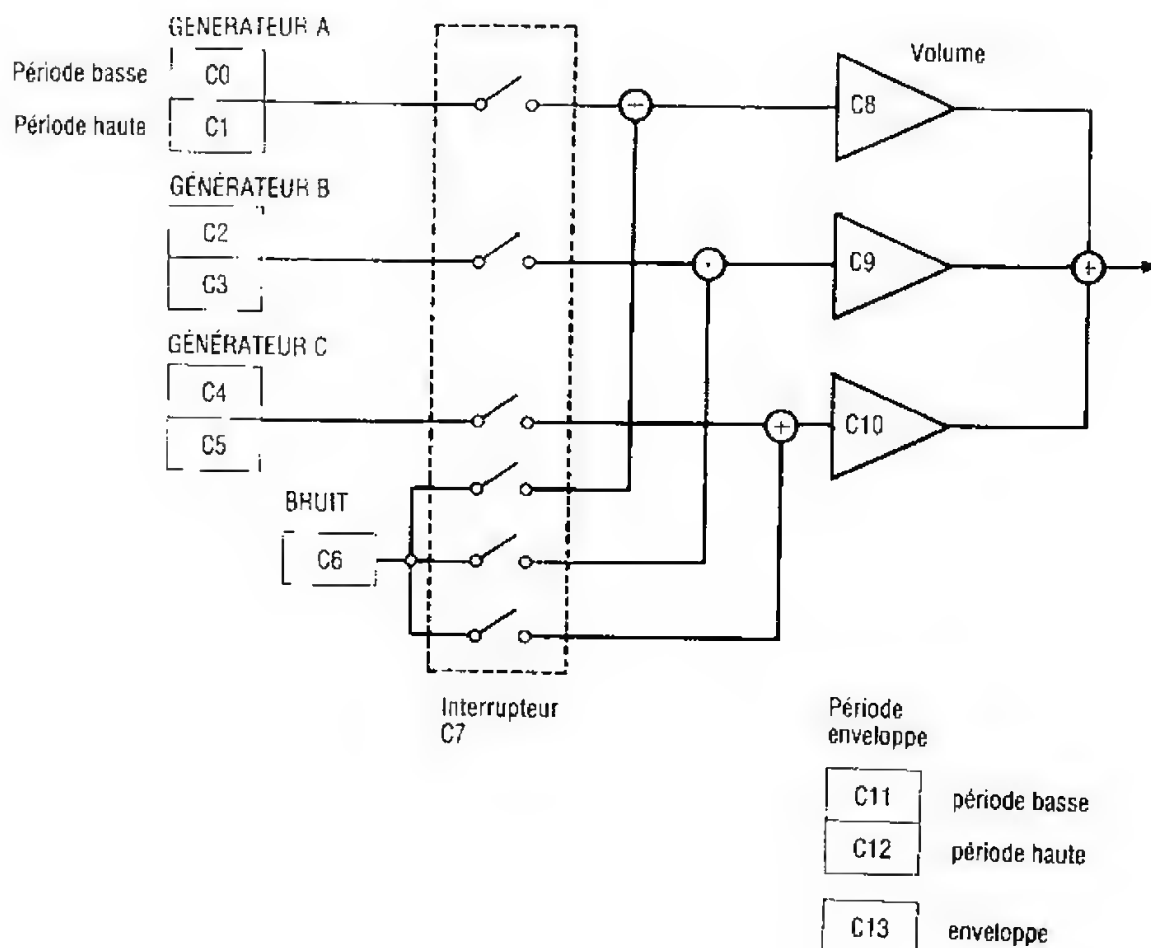 GENERATEUR A
Période basse
C0
Période haute
C1
Volume
C8
GÉNÉRATEUR B
C2
C3
C9
GÉNÉRATEUR C
C4
C5
C10
BRUIT
C6
Interrupteur
C7
Période
enveloppe
C11 période basse
C12 période haute
C13 enveloppe